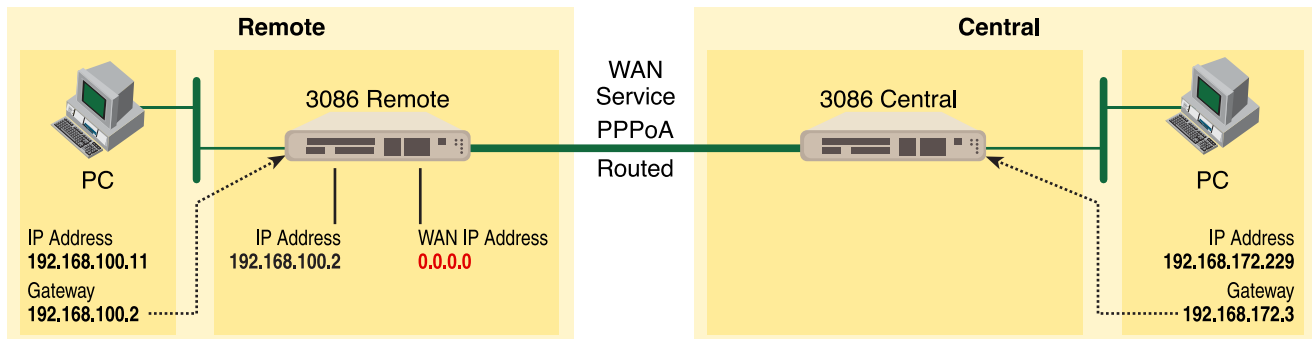 Remote
Central
3086 Remote
WAN
Service
PPPoA
Routed
3086 Central
PC
PC
IP Address
192.168.100.11
Gateway
192.168.100.2
IP Address
192.168.100.2
WAN IP Address
0.0.0.0
IP Address
192.168.172.229
Gateway
192.168.172.3